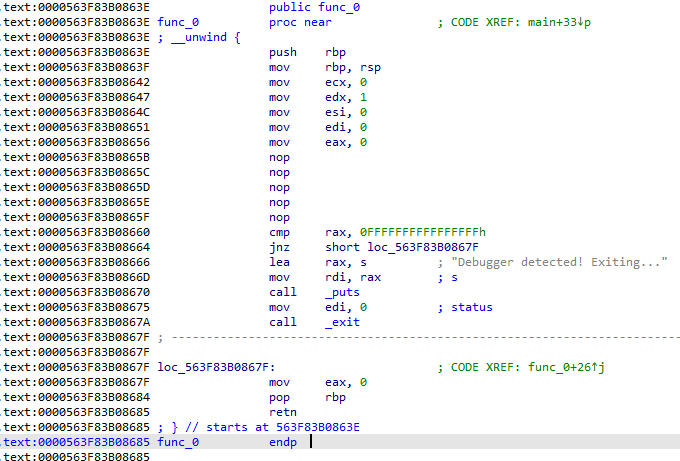 .text:0000563F83B0863E public func_0
.text:0000563F83B0863E func_0 proc near ; CODE XREF: main+33↓p
.text:0000563F83B0863E ; __unwind {
.text:0000563F83B0863E push rbp
.text:0000563F83B0863F mov rbp, rsp
.text:0000563F83B08642 mov ecx, 0
.text:0000563F83B08647 mov edx, 1
.text:0000563F83B0864C mov esi, 0
.text:0000563F83B08651 mov edi, 0
.text:0000563F83B08656 mov eax, 0
.text:0000563F83B0865B nop
.text:0000563F83B0865C nop
.text:0000563F83B0865D nop
.text:0000563F83B0865E nop
.text:0000563F83B0865F nop
.text:0000563F83B08660 cmp rax, 0FFFFFFFFFFFFFFFFh
.text:0000563F83B08664 jnz short loc_563F83B0867F
.text:0000563F83B08666 lea rax, s ; "Debugger detected! Exiting..."
.text:0000563F83B0866D mov rdi, rax ; s
.text:0000563F83B08670 call _puts
.text:0000563F83B08675 mov edi, 0 ; status
.text:0000563F83B0867A call _exit
.text:0000563F83B0867F ; ---------------------------------------------------------------------------
.text:0000563F83B0867F
.text:0000563F83B0867F loc_563F83B0867F: ; CODE XREF: func_0+26↑j
.text:0000563F83B0867F mov eax, 0
.text:0000563F83B08684 pop rbp
.text:0000563F83B08685 retn
.text:0000563F83B08685 ; } // starts at 563F83B0863E
.text:0000563F83B08685 func_0 endp
.text:0000563F83B08685